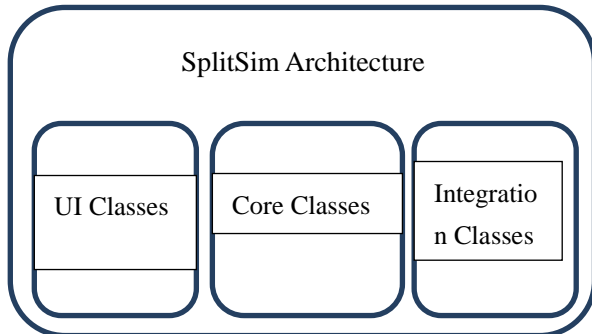 SplitSim Architecture
UI Classes
Core Classes
Integratio
n Classes